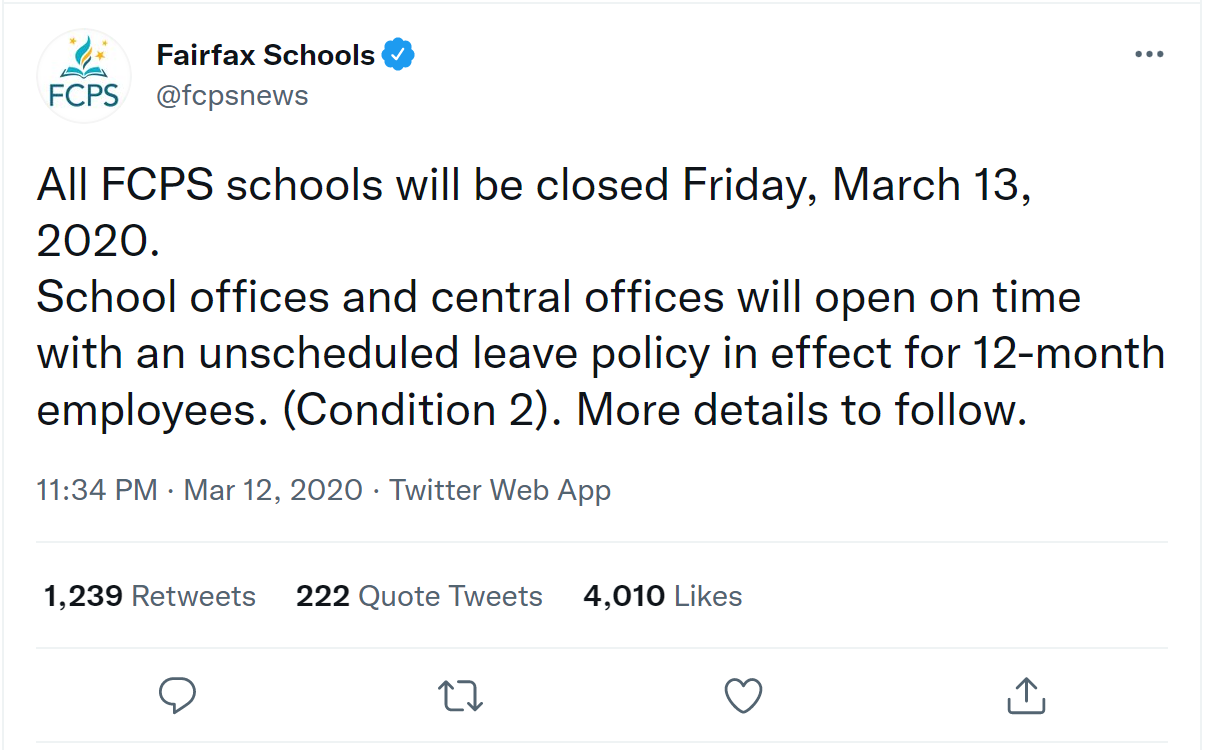 Fairfax Schools
@fcpsnews
FCPS
All FCPS schools will be closed Friday, March 13,
2020.
School offices and central offices will open on time
with an unscheduled leave policy in effect for 12-month
employees. (Condition 2). More details to follow.
11:34 PM · Mar 12, 2020 · Twitter Web App
1,239 Retweets 222 Quote Tweets 4,010 Likes